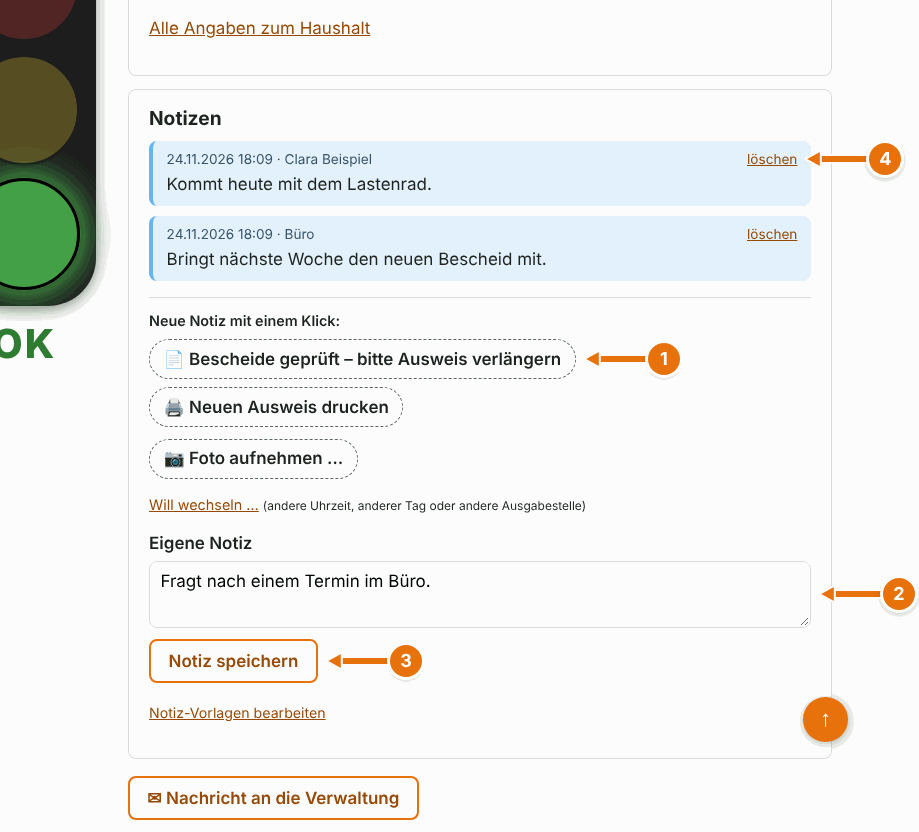 Alle Angaben zum Haushalt
Notizen
24.11.2026 18:09 · Clara Beispiel
löschen
4
Kommt heute mit dem Lastenrad.
24.11.2026 18:09 · Büro
löschen
Bringt nächste Woche den neuen Bescheid mit.
Neue Notiz mit einem Klick:
OK
📄 Bescheide geprüft – bitte Ausweis verlängern
1
🖨️ Neuen Ausweis drucken
📷 Foto aufnehmen …
Will wechseln … (andere Uhrzeit, anderer Tag oder andere Ausgabestelle)
Eigene Notiz
Fragt nach einem Termin im Büro.
2
Notiz speichern
3
Notiz-Vorlagen bearbeiten
↑
✉ Nachricht an die Verwaltung